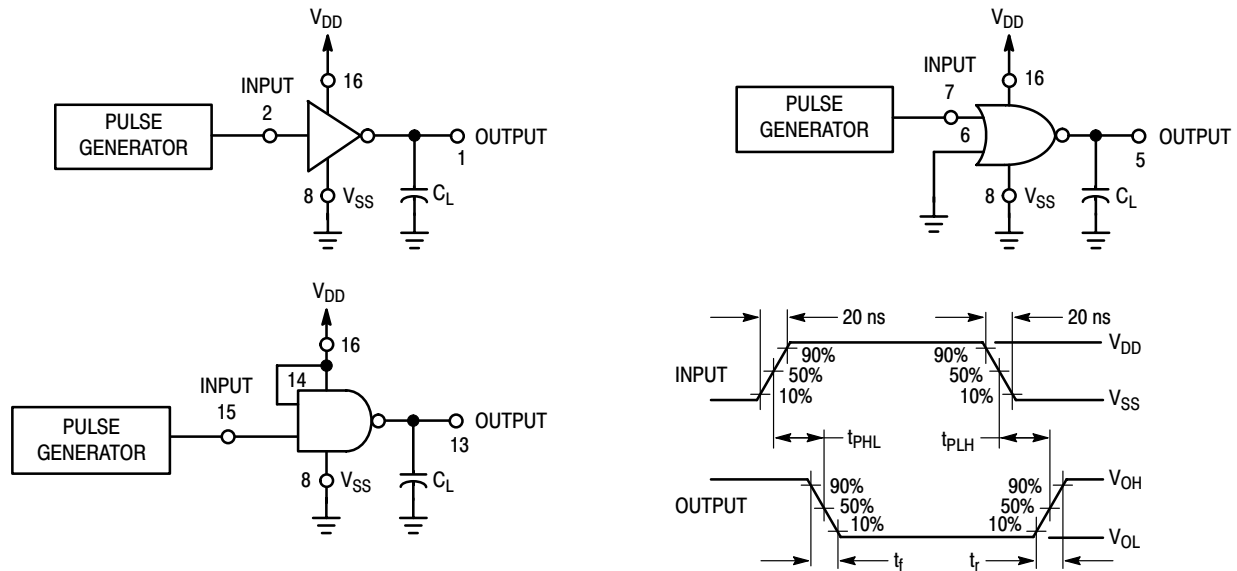 VDD
16
INPUT
2
PULSE
GENERATOR
OUTPUT
1
8
VSS
CL
VDD
16
INPUT
7
PULSE
GENERATOR
6
OUTPUT
5
8
VSS
CL
VDD
16
14
INPUT
15
PULSE
GENERATOR
OUTPUT
13
8
VSS
CL
20 ns
20 ns
INPUT
90%
50%
10%
90%
50%
10%
VDD
VSS
tPHL
tPLH
OUTPUT
90%
50%
10%
90%
50%
10%
VOH
VOL
tf
tr